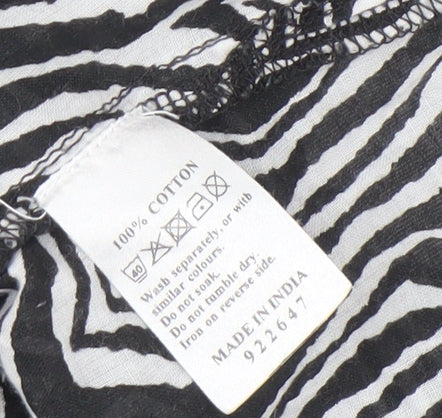 100% COTTON
40
Wash separately, or with
similar colours.
Do not soak.
Do not tumble dry.
Iron on reverse side.
MADE IN INDIA
922647